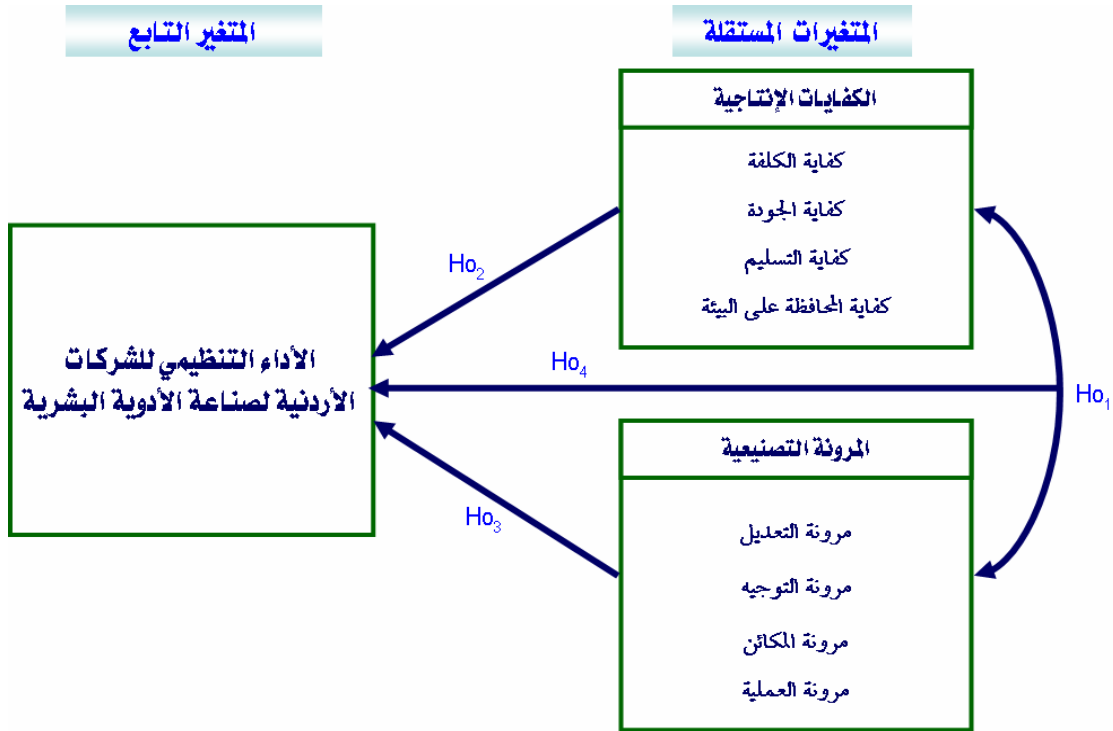 المتغيرات المستقلة
المتغير التابع
الكفايات الإنتاجية
كفاية الكلفة
كفاية الجودة
كفاية التسليم
كفاية المحافظة على البيئة
Ho1
Ho2
Ho4
Ho3
الأداء التنظيمي للشركات
الأردنية لصناعة الأدوية البشرية
المرونة التصنيعية
مرونة التعديل
مرونة التوجيه
مرونة المكائن
مرونة العملية